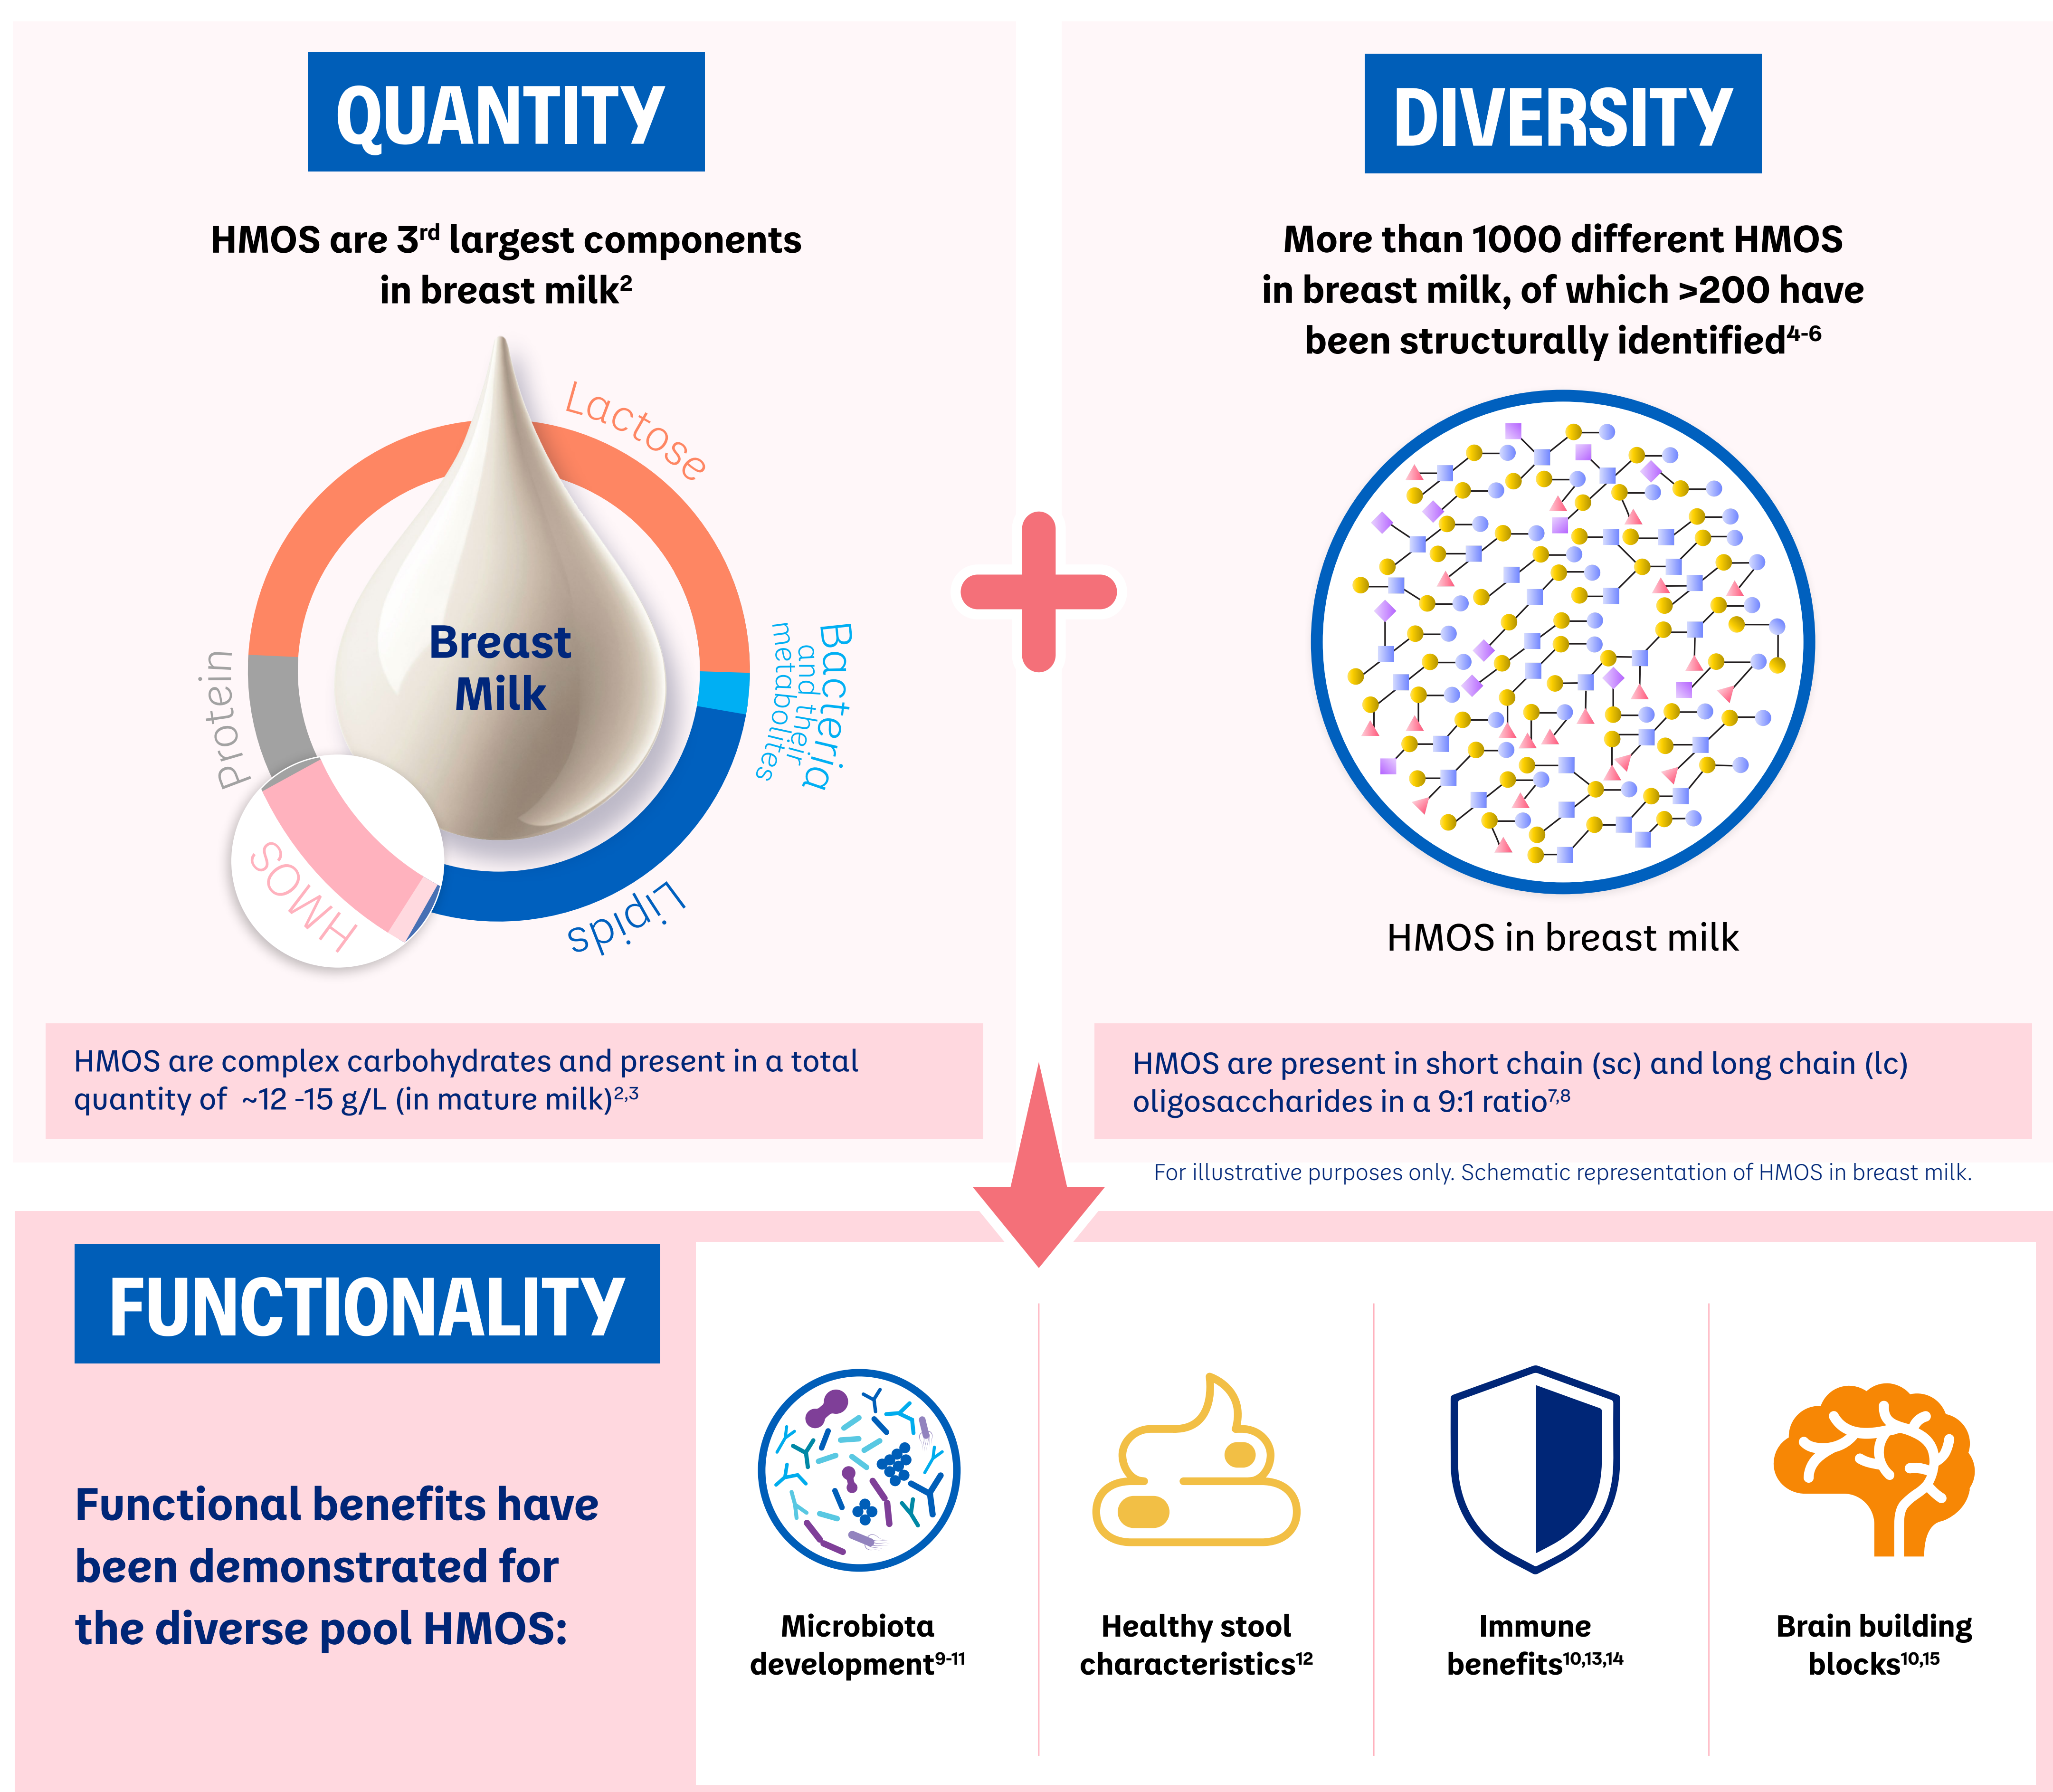 QUANTITY
HMOS are 3rd largest components
in breast milk2
Lactose
Bacteria
and their
metabolites
Lipids
HMOS
Protein
Breast
Milk
HMOS are complex carbohydrates and present in a total
quantity of ~12 -15 g/L (in mature milk)2,3
DIVERSITY
More than 1000 different HMOS
in breast milk, of which >200 have
been structurally identified4-6
HMOS in breast milk
HMOS are present in short chain (sc) and long chain (lc)
oligosaccharides in a 9:1 ratio7,8
For illustrative purposes only. Schematic representation of HMOS in breast milk.
FUNCTIONALITY
Functional benefits have
been demonstrated for
the diverse pool HMOS:
Microbiota
development9-11
Healthy stool
characteristics12
Immune
benefits10,13,14
Brain building
blocks10,15